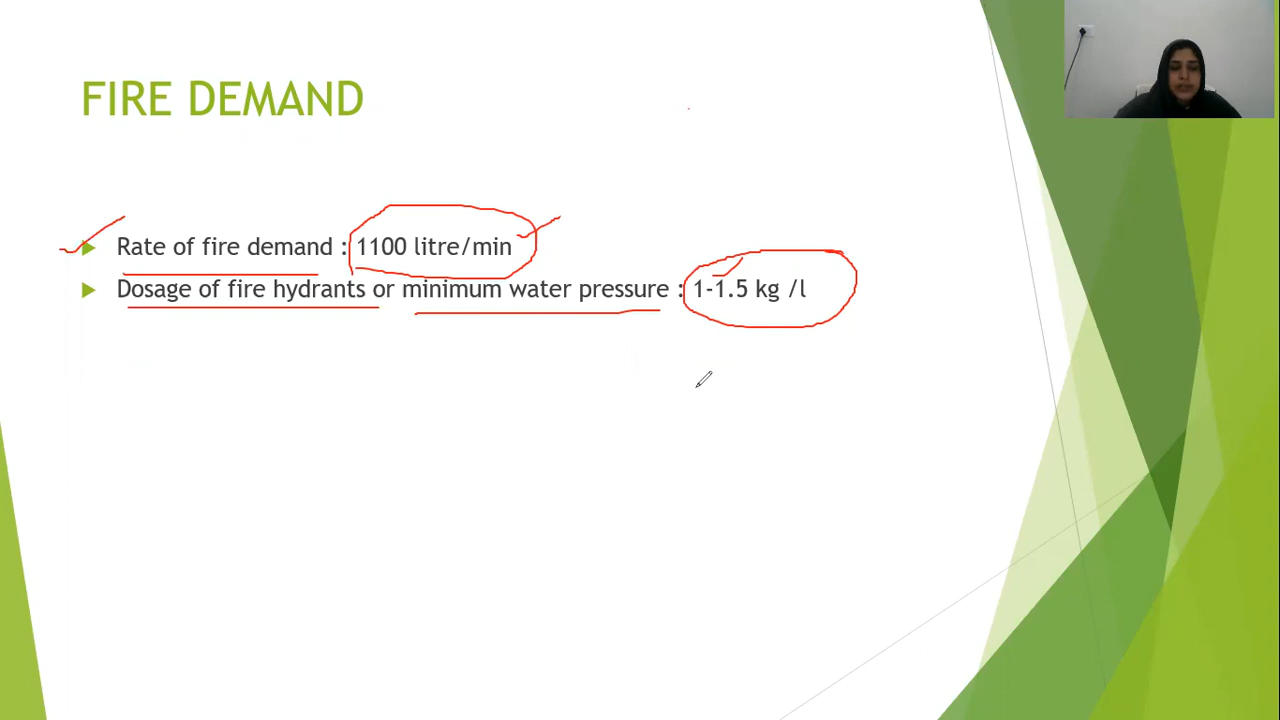 FIRE DEMAND
Rate of fire demand : 1100 litre/min
Dosage of fire hydrants or minimum water pressure : 1-1.5 kg /l